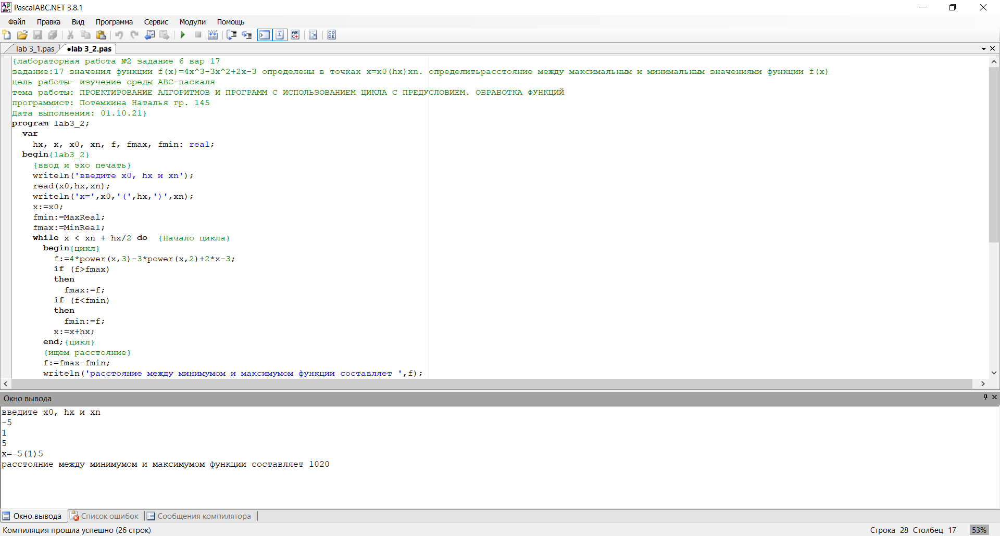 PascalABC.NET 3.8.1
Файл Правка Вид Программа Сервис Модули Помощь
lab 3_1.pas •lab 3_2.pas
{лабораторная работа №2 задание 6 вар 17
задание:17 значения функции f(x)=4x^3-3x^2+2x-3 определены в точках x=x0(hx)xn. определитьрасстояние между максимальным и минимальным значениями функции f(x)
цель работы- изучение среды АВС-паскаля
тема работы: ПРОЕКТИРОВАНИЕ АЛГОРИТМОВ И ПРОГРАММ С ИСПОЛЬЗОВАНИЕМ ЦИКЛА С ПРЕДУСЛОВИЕМ. ОБРАБОТКА ФУНКЦИЙ
программист: Потемкина Наталья гр. 145
Дата выполнения: 01.10.21}
program lab3_2;
var
hx, x, x0, xn, f, fmax, fmin: real;
begin{lab3_2}
{ввод и эхо печать}
writeln('введите x0, hx и xn');
read(x0,hx,xn);
writeln('x=',x0,'(',hx,')',xn);
x:=x0;
fmin:=MaxReal;
fmax:=MinReal;
while x < xn + hx/2 do {Начало цикла}
begin{цикл}
f:=4*power(x,3)-3*power(x,2)+2*x-3;
if (f>fmax)
then
fmax:=f;
if (f<fmin)
then
fmin:=f;
x:=x+hx;
end;{цикл}
{ищем расстояние}
f:=fmax-fmin;
writeln('расстояние между минимумом и максимумом функции составляет ',f);
Окно вывода
введите x0, hx и xn
-5
1
5
x=-5(1)5
расстояние между минимумом и максимумом функции составляет 1020
Окно вывода Список ошибок Сообщения компилятора
Компиляция прошла успешно (26 строк) Строка 28 Столбец 17 53%